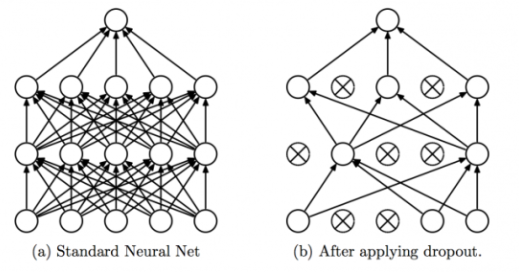 (a) Standard Neural Net
(b) After applying dropout.